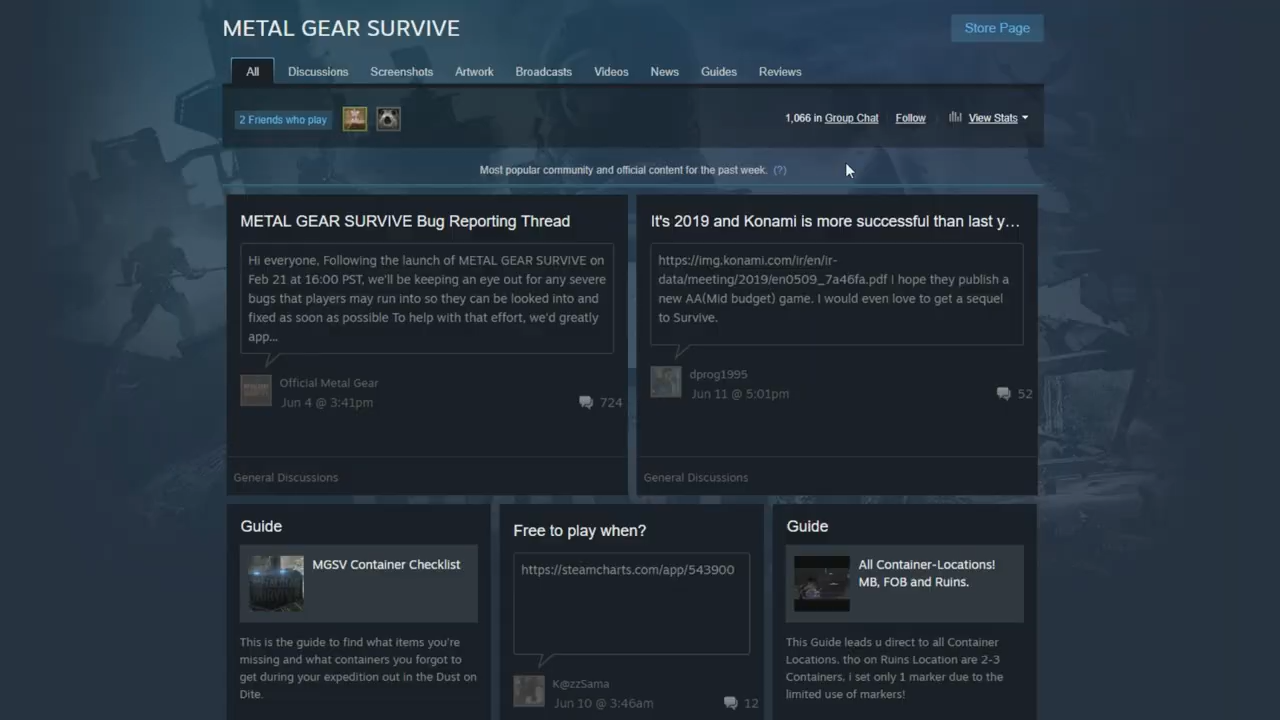 METAL GEAR SURVIVE
Store Page
All Discussions Screenshots Artwork Broadcasts Videos News Guides Reviews
2 Friends who play
1,066 in Group Chat Follow View Stats
Most popular community and official content for the past week. (?)
METAL GEAR SURVIVE Bug Reporting Thread
Hi everyone, Following the launch of METAL GEAR SURVIVE on
Feb 21 at 16:00 PST, we'll be keeping an eye out for any severe
bugs that players may run into so they can be looked into and
fixed as soon as possible To help with that effort, we'd greatly
app...
Official Metal Gear
Jun 4 @ 3:41pm
724
General Discussions
It's 2019 and Konami is more successful than last y...
https://img.konami.com/ir/en/ir-
data/meeting/2019/en0509_7a46fa.pdf I hope they publish a
new AA(Mid budget) game. I would even love to get a sequel
to Survive.
dprog1995
Jun 11 @ 5:01pm
52
General Discussions
Guide
MGSV Container Checklist
This is the guide to find what items you're
missing and what containers you forgot to
get during your expedition out in the Dust on
Dite.
Free to play when?
https://steamcharts.com/app/543900
K@zzSama
Jun 10 @ 3:46am
12
Guide
All Container-Locations!
MB, FOB and Ruins.
This Guide leads u direct to all Container
Locations. tho on Ruins Location are 2-3
Containers, i set only 1 marker due to the
limited use of markers!